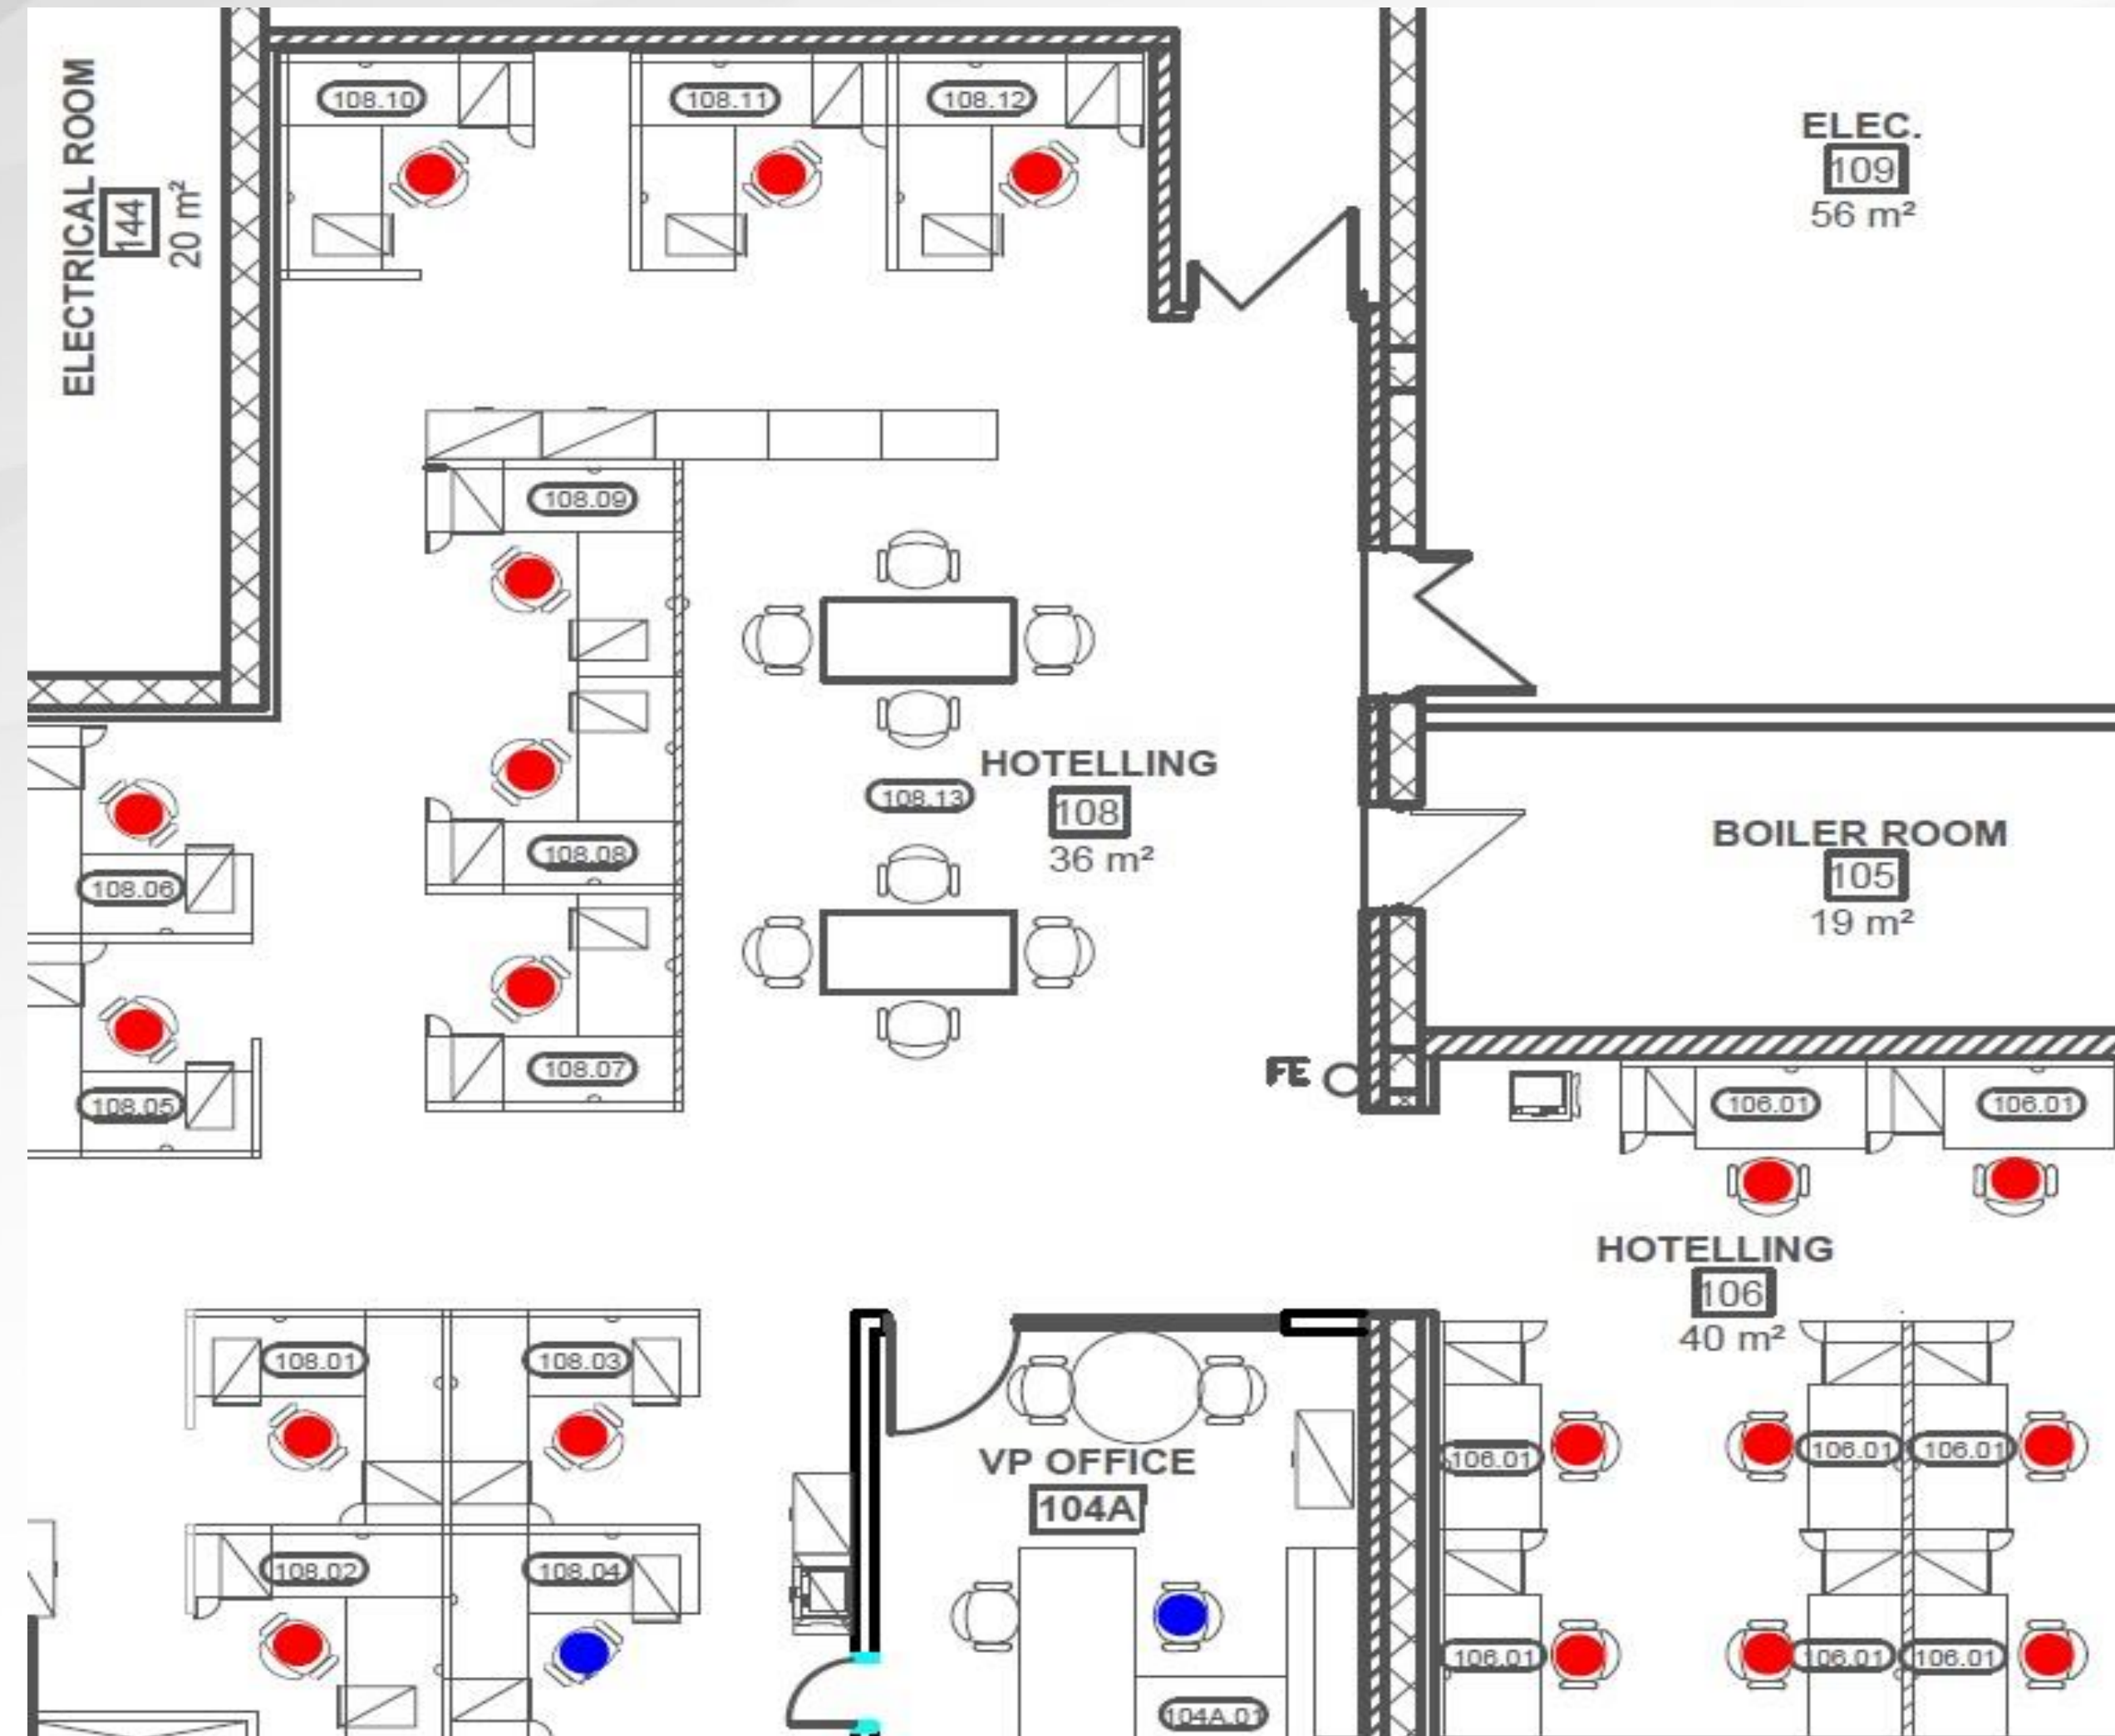 ELECTRICAL ROOM
144
20 m²
108.10
108.11
108.12
ELEC.
109
56 m²
108.09
HOTELLING
108
36 m²
108.13
108.08
108.07
108.06
108.05
BOILER ROOM
105
19 m²
FE
106.01
106.01
HOTELLING
106
40 m²
108.01
108.03
108.02
108.04
VP OFFICE
104A
104A.01
106.01
106.01
106.01
106.01
106.01
106.01